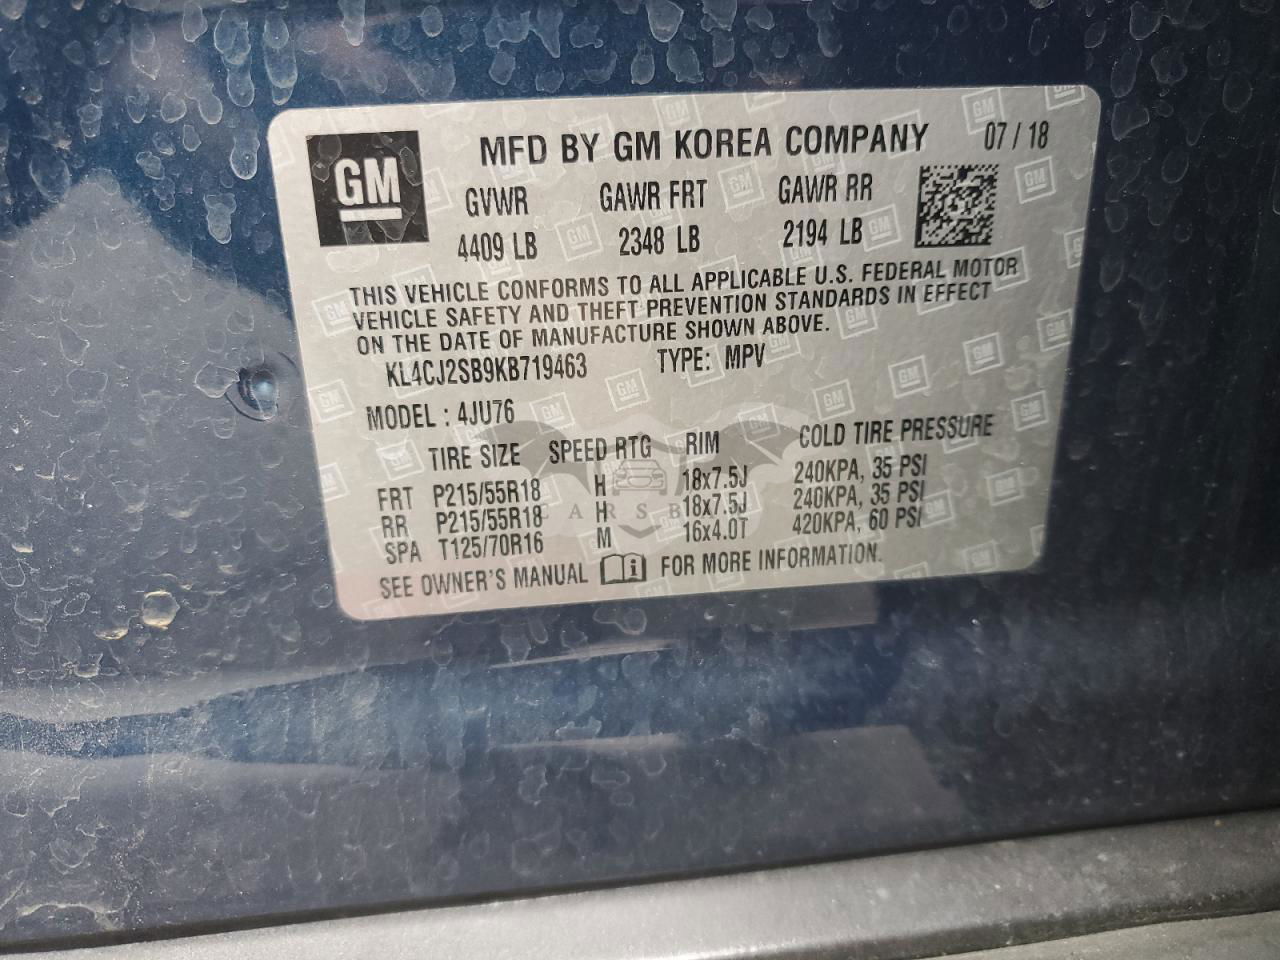 GM
MFD BY GM KOREA COMPANY 07 / 18
GVWR GAWR FRT GAWR RR
4409 LB 2348 LB 2194 LB
THIS VEHICLE CONFORMS TO ALL APPLICABLE U.S. FEDERAL MOTOR
VEHICLE SAFETY AND THEFT PREVENTION STANDARDS IN EFFECT
ON THE DATE OF MANUFACTURE SHOWN ABOVE.
KL4CJ2SB9KB719463 TYPE: MPV
MODEL : 4JU76
TIRE SIZE SPEED RTG RIM COLD TIRE PRESSURE
FRT P215/55R18 H 18x7.5J 240KPA, 35 PSI
RR P215/55R18 H 18x7.5J 240KPA, 35 PSI
SPA T125/70R16 M 16x4.0T 420KPA, 60 PSI
SEE OWNER'S MANUAL i FOR MORE INFORMATION.